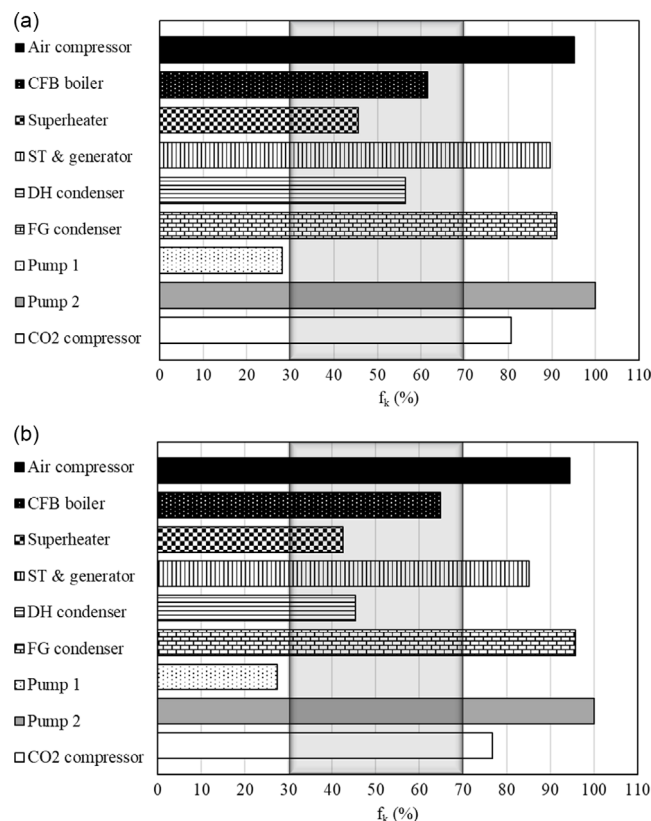 (a)
Air compressor
CFB boiler
Superheater
ST & generator
DH condenser
FG condenser
Pump 1
Pump 2
CO2 compressor
0 10 20 30 40 50 60 70 80 90 100 110
fk (%)
(b)
Air compressor
CFB boiler
Superheater
ST & generator
DH condenser
FG condenser
Pump 1
Pump 2
CO2 compressor
0 10 20 30 40 50 60 70 80 90 100 110
fk (%)